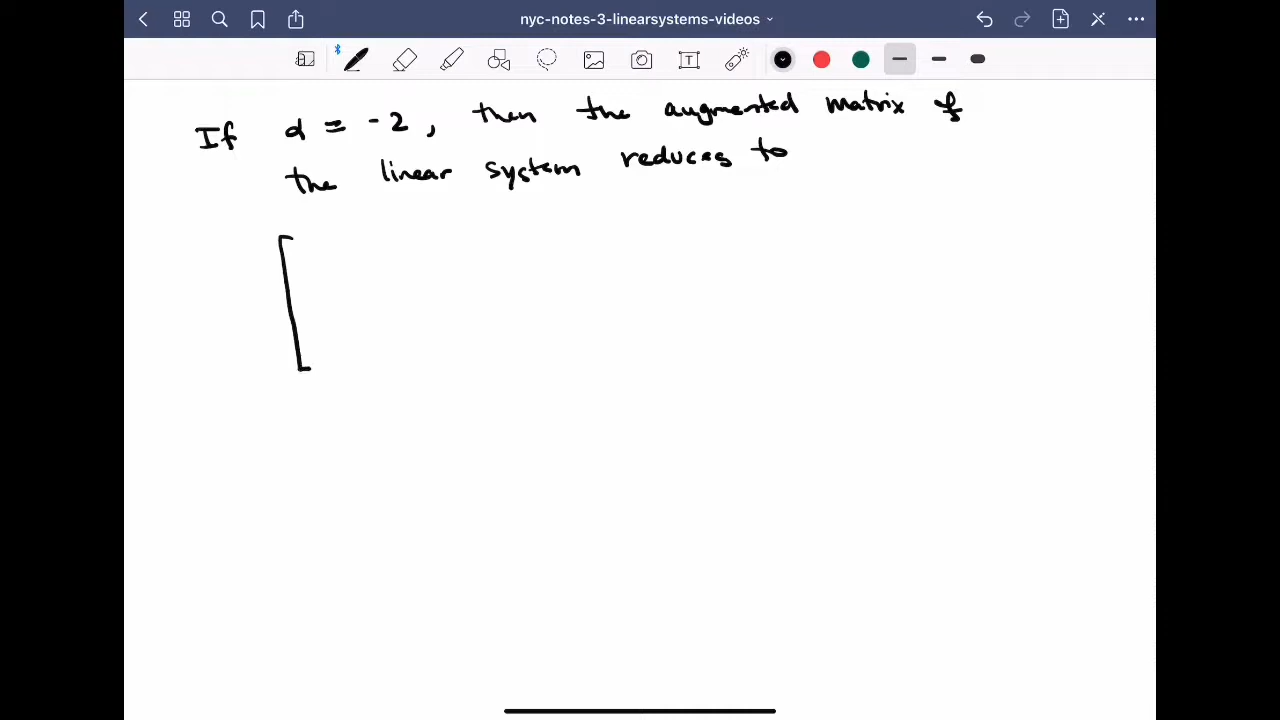 nyc-notes-3-linearsystems-videos
If α = -2, then the augmented matrix of
the linear system reduces to
[